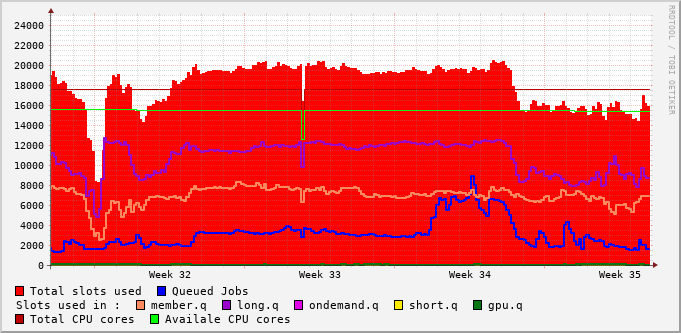 24000
22000
20000
18000
16000
14000
12000
10000
8000
6000
4000
2000
0
Week 32 Week 33 Week 34 Week 35
Total slots used Queued Jobs
Slots used in : member.q long.q ondemand.q short.q gpu.q
Total CPU cores Availale CPU cores
RRDTOOL / TOBI OETIKER